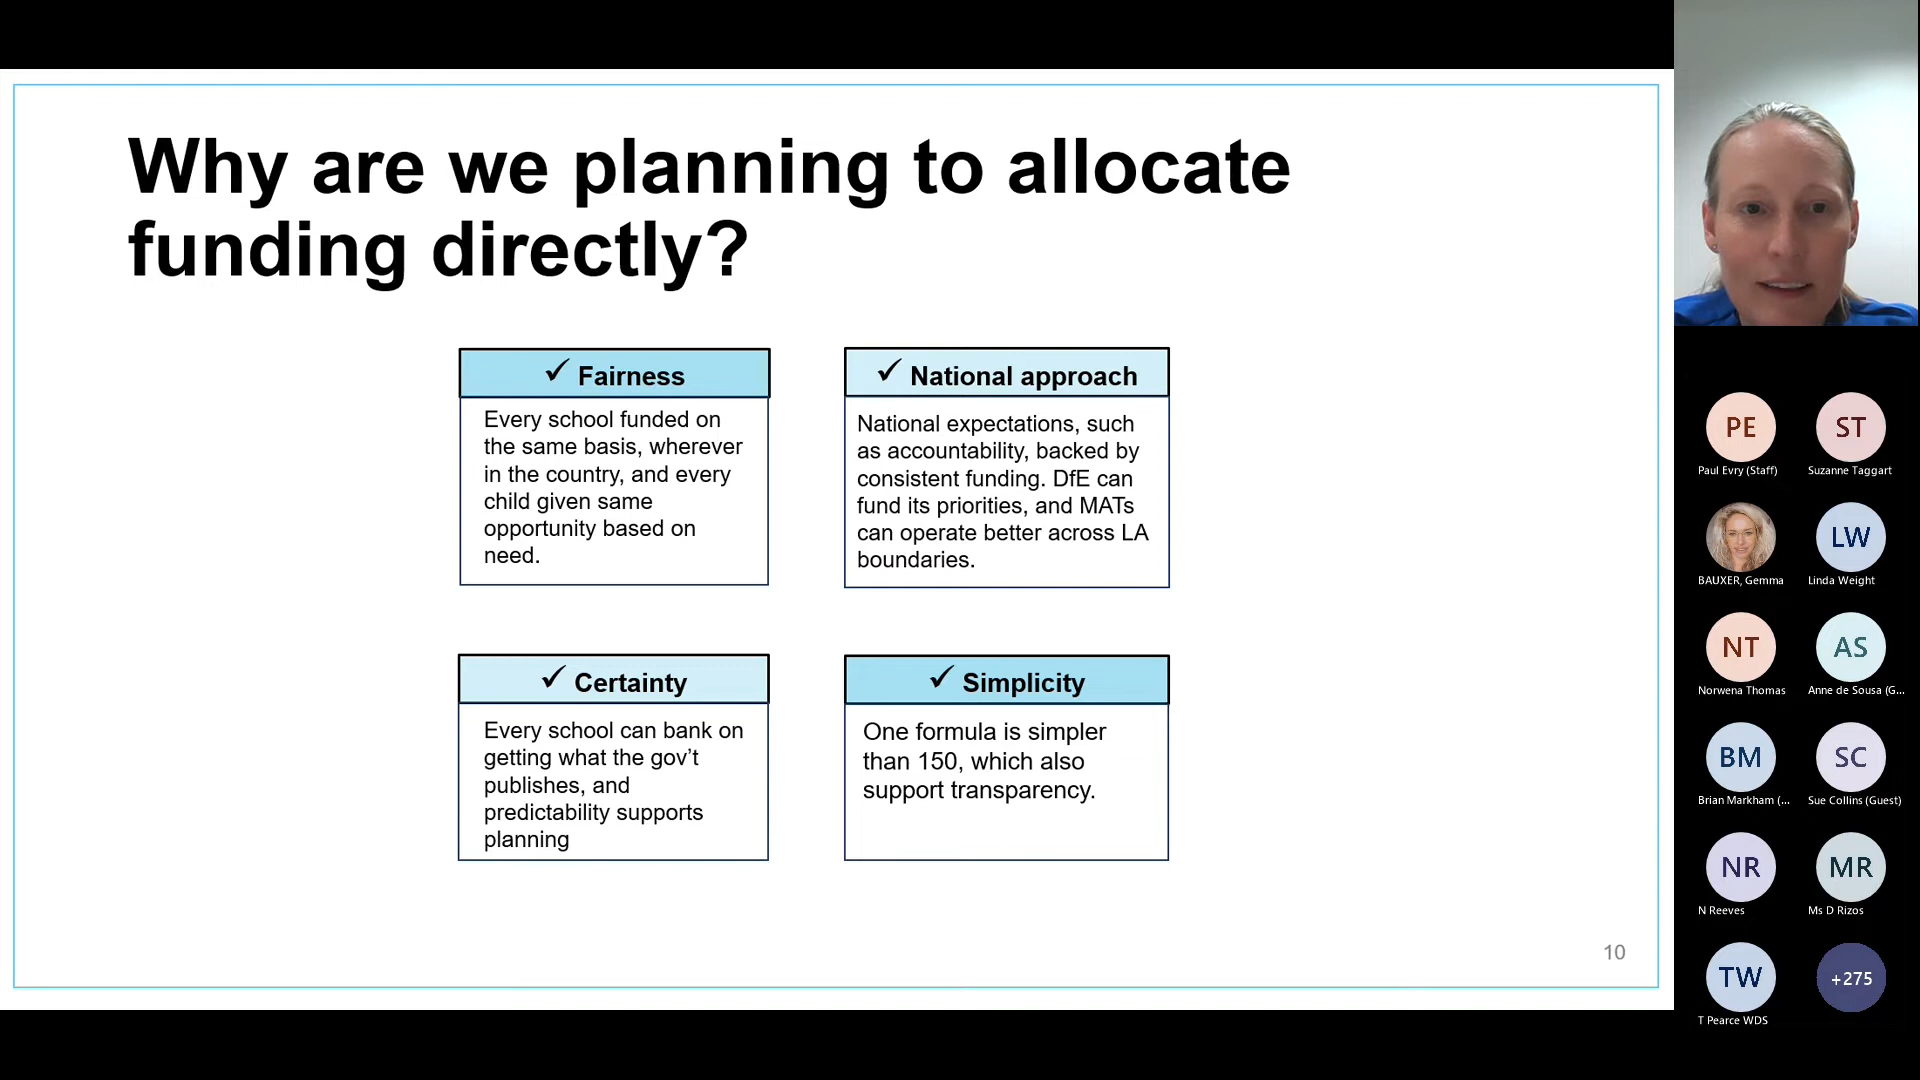 Why are we planning to allocate
funding directly?
✓ Fairness
Every school funded on
the same basis, wherever
in the country, and every
child given same
opportunity based on
need.
✓ National approach
National expectations, such
as accountability, backed by
consistent funding. DfE can
fund its priorities, and MATs
can operate better across LA
boundaries.
✓ Certainty
Every school can bank on
getting what the gov’t
publishes, and
predictability supports
planning
✓ Simplicity
One formula is simpler
than 150, which also
support transparency.
10
PE
Paul Evry (Staff)
ST
Suzanne Taggart
BAUXER, Gemma
LW
Linda Weight
NT
Norwena Thomas
AS
Anne de Sousa (G...
BM
Brian Markham (...
SC
Sue Collins (Guest)
NR
N Reeves
MR
Ms D Rizos
TW
T Pearce WDS
+275